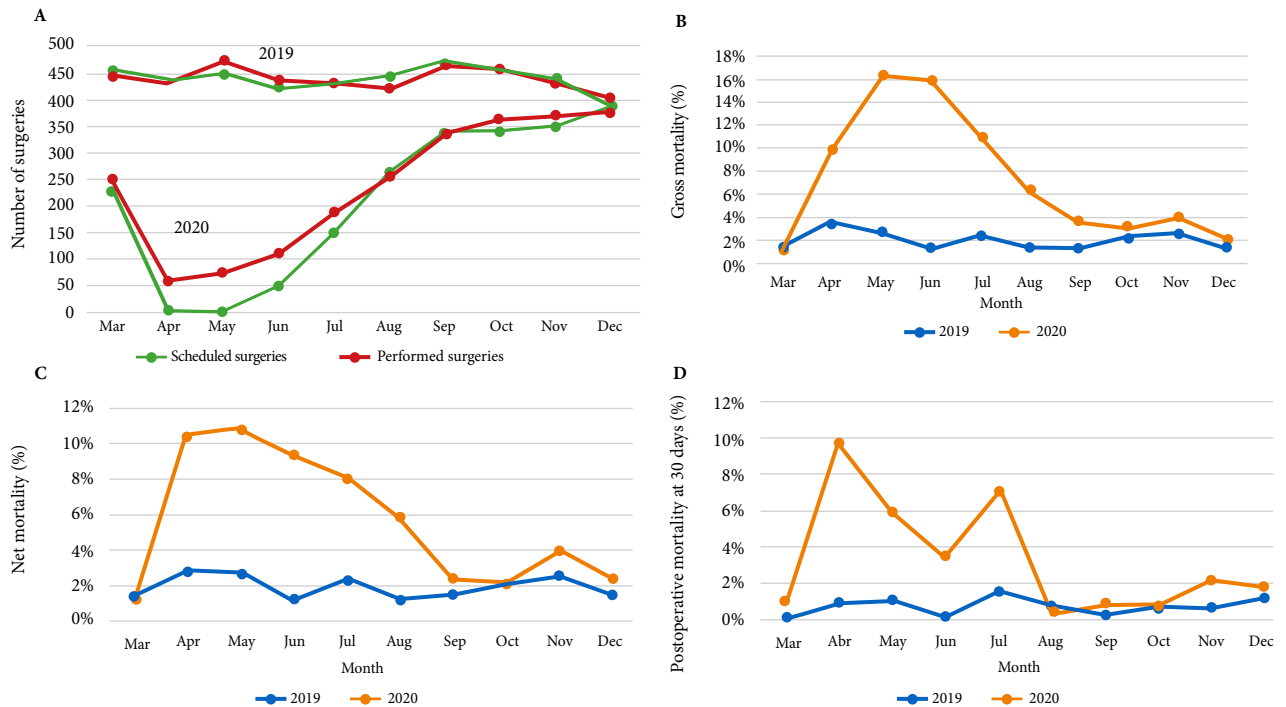 A
Number of surgeries
500
450
400
350
300
250
200
150
100
50
0
2019
2020
Mar Apr May Jun Jul Aug Sep Oct Nov Dec
Scheduled surgeries Performed surgeries
B
Gross mortality (%)
18%
16%
14%
12%
10%
8%
6%
4%
2%
0%
Mar Apr May Jun Jul Aug Sep Oct Nov Dec
Month
2019 2020
C
Net mortality (%)
12%
10%
8%
6%
4%
2%
0%
Mar Apr May Jun Jul Aug Sep Oct Nov Dec
Month
2019 2020
D
Postoperative mortality at 30 days (%)
12%
10%
8%
6%
4%
2%
0%
Mar Abr May Jun Jul Aug Sep Oct Nov Dec
Month
2019 2020